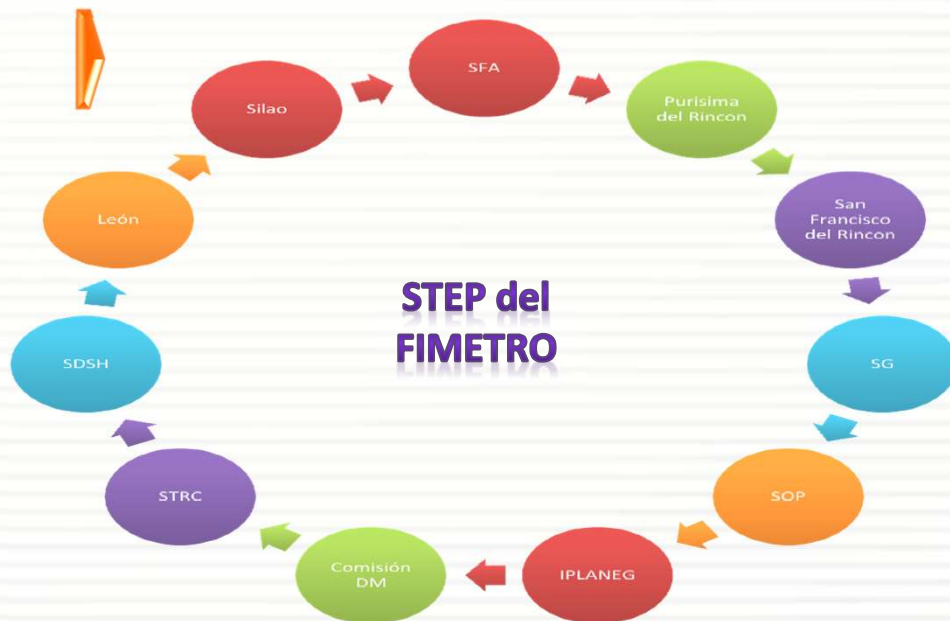 SFA
Purisima
del Rincon
San
Francisco
del Rincon
SG
SOP
IPLANEG
Comisión
DM
STRC
SDSH
León
Silao
STEP del
FIMETRO